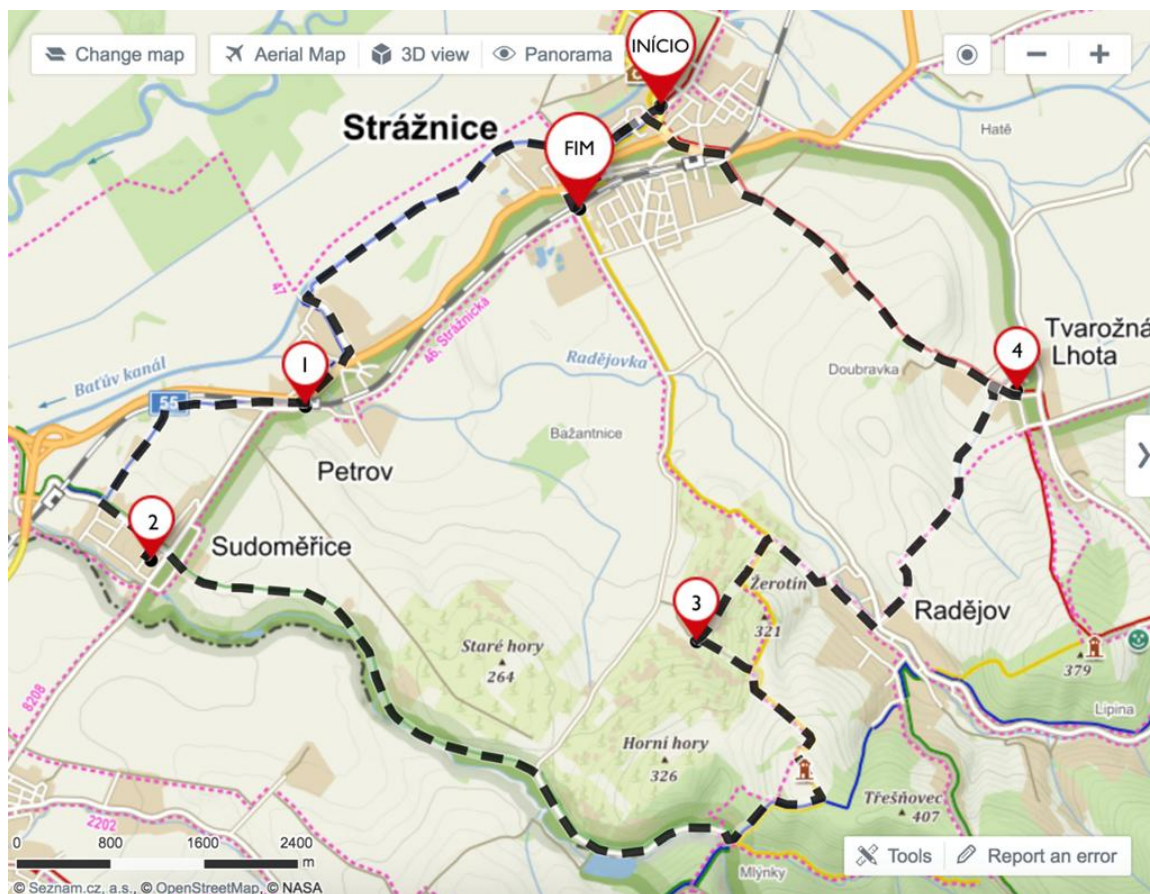 Change map
Aerial Map
3D view
Panorama
INÍCIO
Strážnice
FIM
Hatě
47
46. Strážnická
Radějovka
Baťův kanál
1
55
Doubravka
4
Tvarožná
Lhota
Bažantnice
Petrov
2
Sudoměřice
Žerotín
321
3
Radějov
Staré hory
264
379
8208
Lipina
Horní hory
326
Třešňovec
407
2202
0 800 1600 2400
m
Tools
Report an error
Mlýnky
© Seznam.cz, a.s., © OpenStreetMap, © NASA